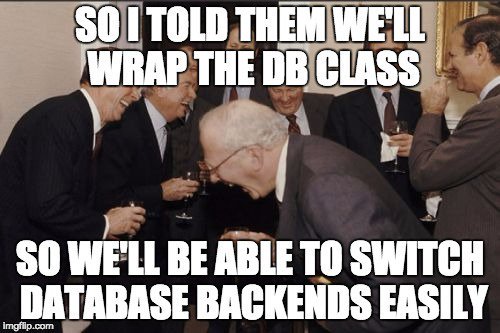 SO I TOLD THEM WE'LL
WRAP THE DB CLASS
SO WE'LL BE ABLE TO SWITCH
DATABASE BACKENDS EASILY
imgflip.com